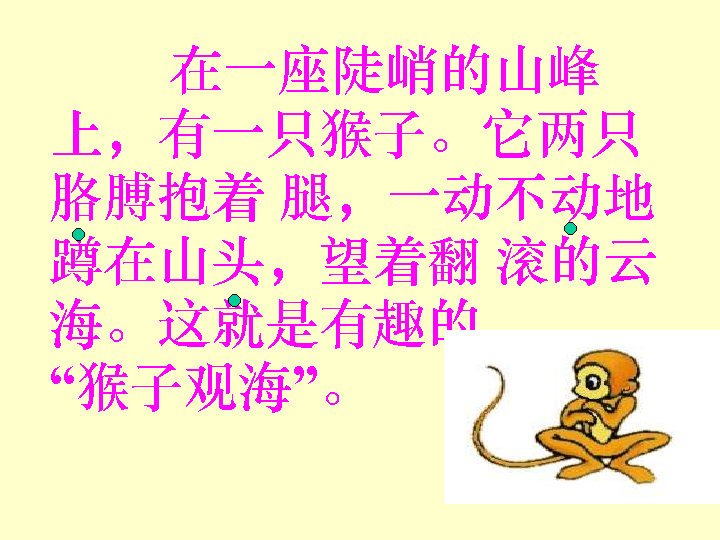 在一座陡峭的山峰
上，有一只猴子。它两只
胳膊抱着 腿，一动不动地
蹲在山头，望着翻 滚的云
海。这就是有趣的
“猴子观海”。